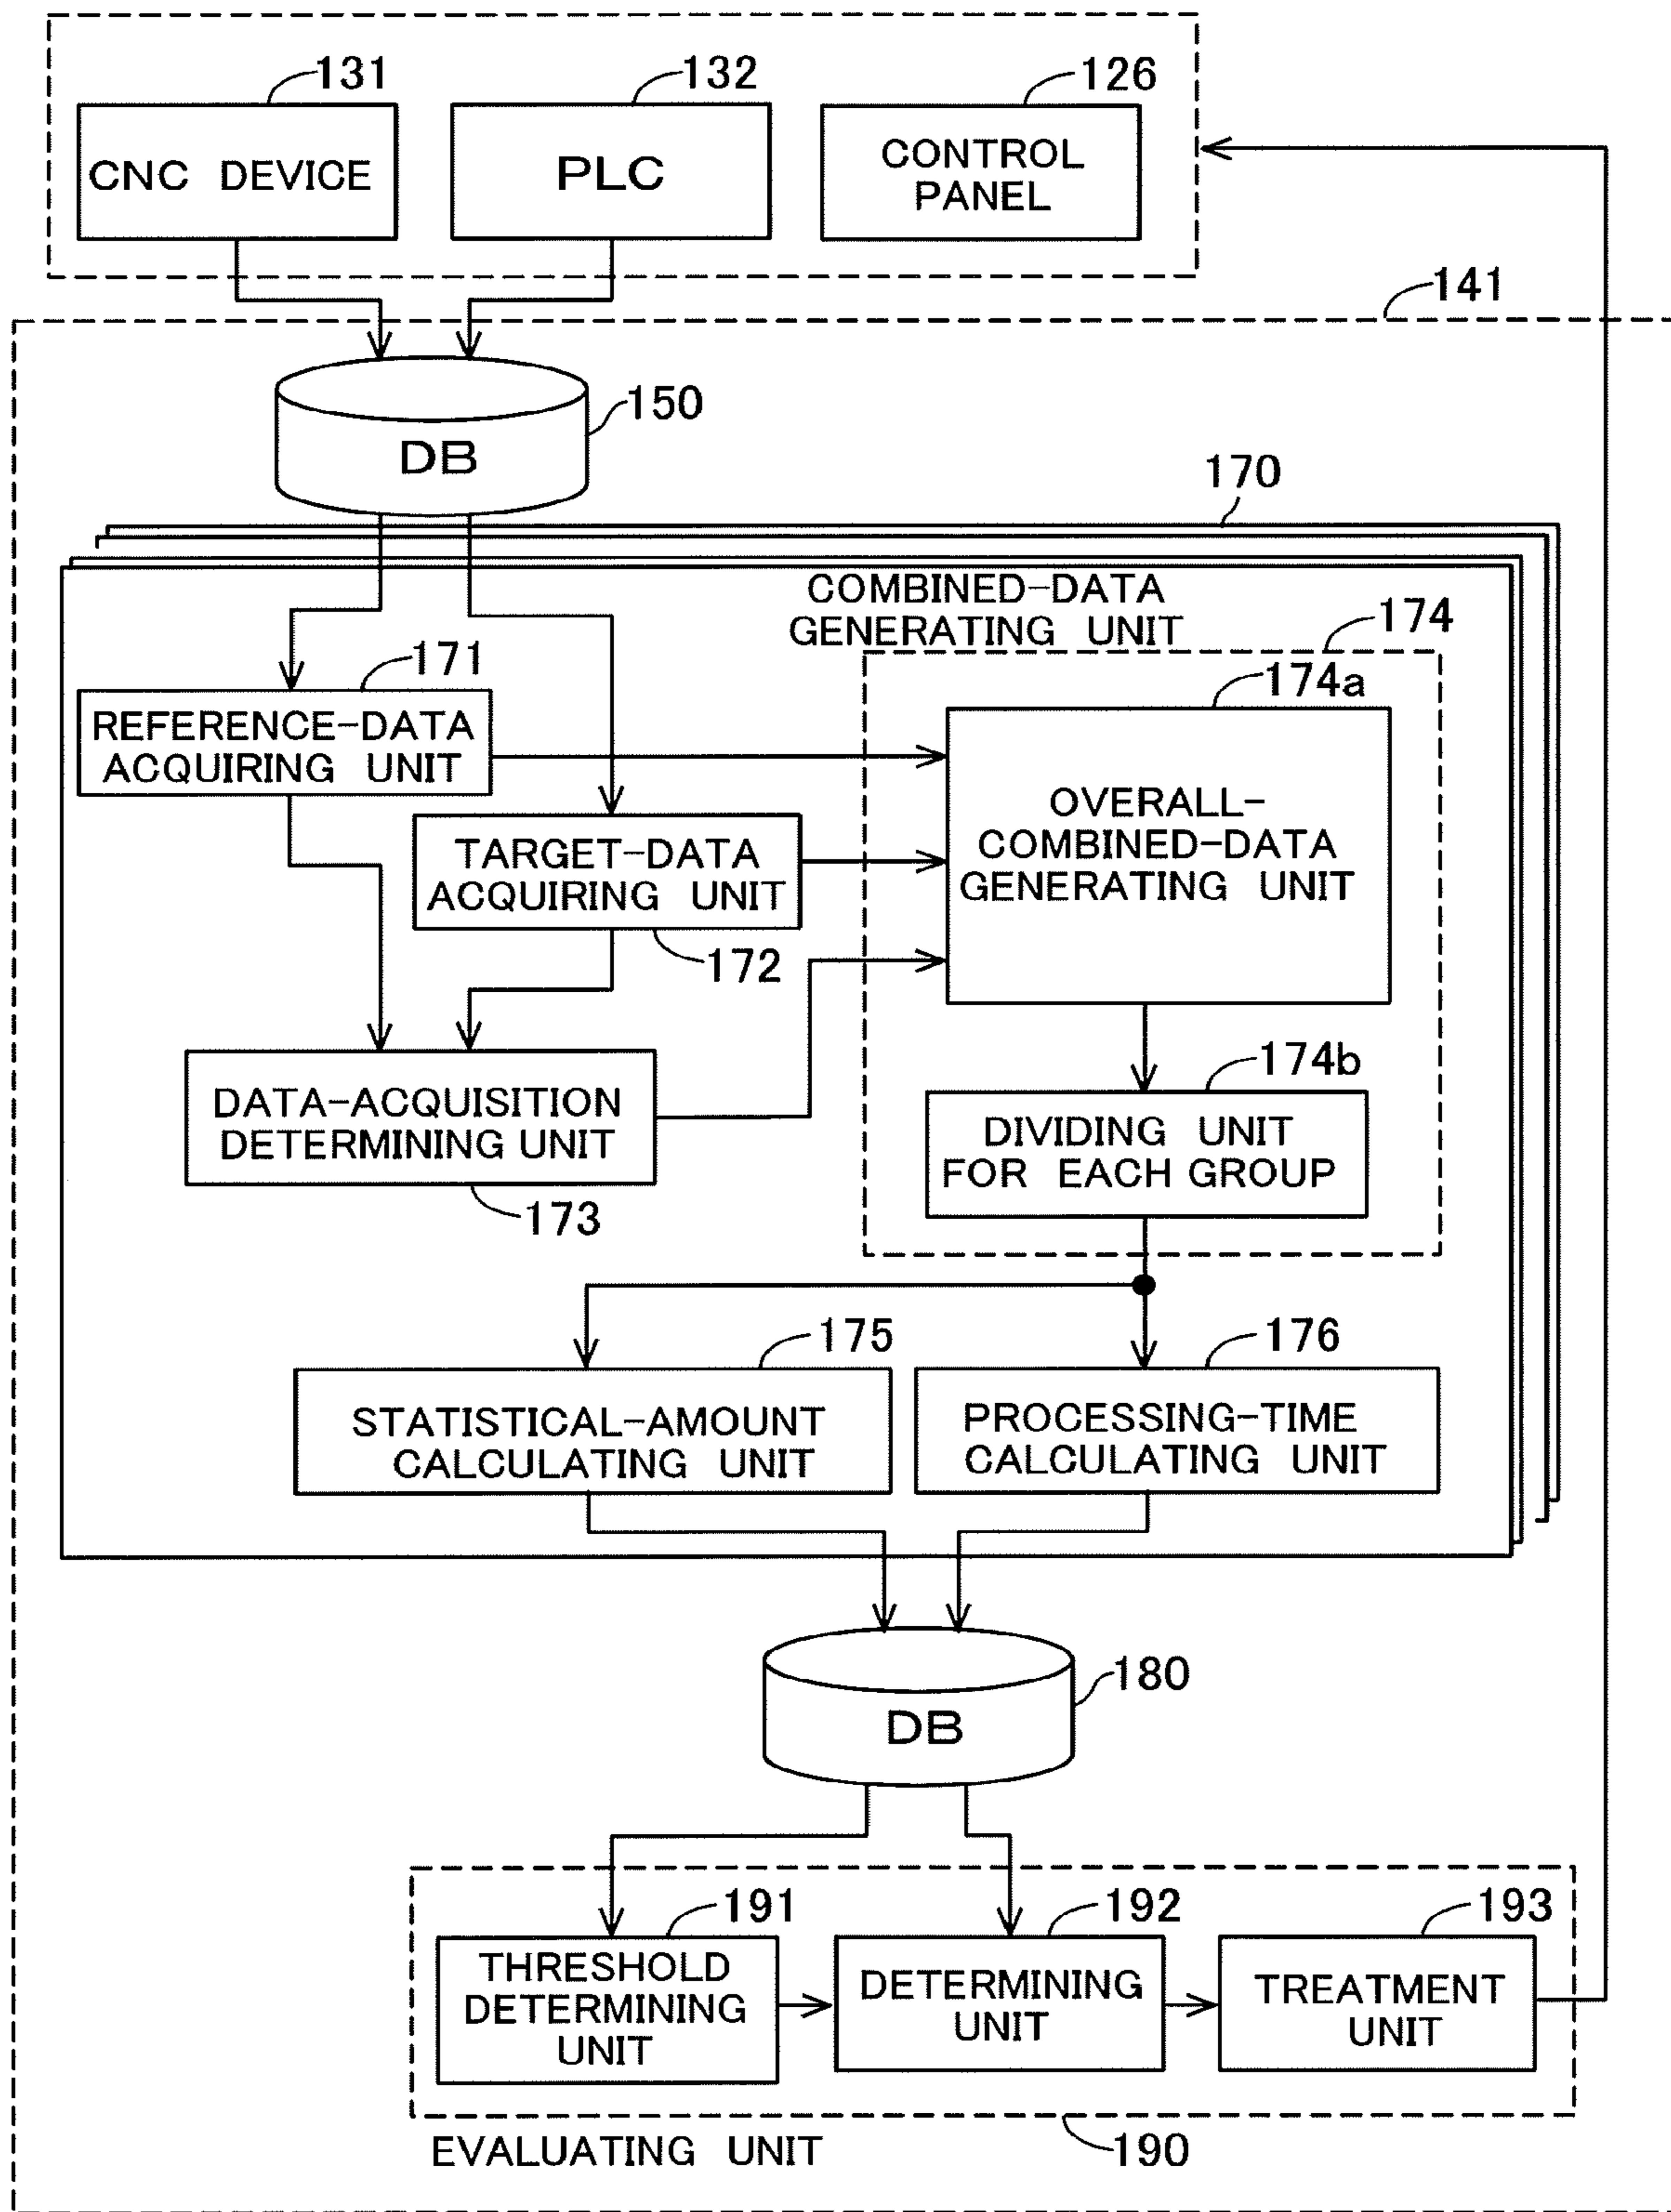 131
132
126
CNC DEVICE
PLC
CONTROL
PANEL
141
150
DB
170
COMBINED-DATA
GENERATING UNIT
174
171
174a
REFERENCE-DATA
ACQUIRING UNIT
OVERALL-
COMBINED-DATA
GENERATING UNIT
TARGET-DATA
ACQUIRING UNIT
172
174b
DATA-ACQUISITION
DETERMINING UNIT
DIVIDING UNIT
FOR EACH GROUP
173
175
176
STATISTICAL-AMOUNT
CALCULATING UNIT
PROCESSING-TIME
CALCULATING UNIT
180
DB
191
192
193
THRESHOLD
DETERMINING
UNIT
DETERMINING
UNIT
TREATMENT
UNIT
EVALUATING UNIT
190